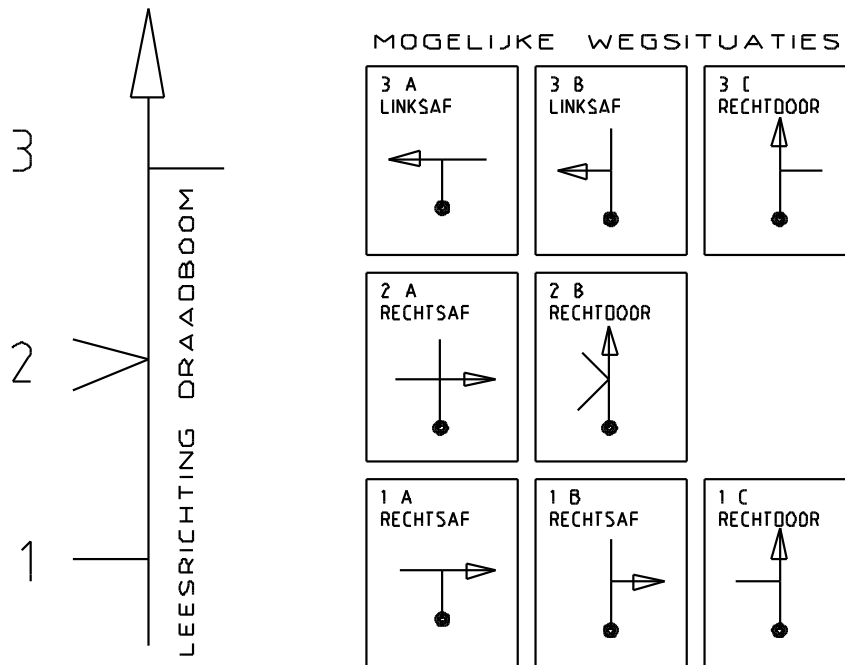 MOGELIJKE WEGSITUATIES
3
3 A
LINKSAF
3 B
LINKSAF
3 C
RECHTDOOR
2
2 A
RECHTSAF
2 B
RECHTDOOR
1
1 A
RECHTSAF
1 B
RECHTSAF
1 C
RECHTDOOR
LEESRICHTING DRAADBOOM